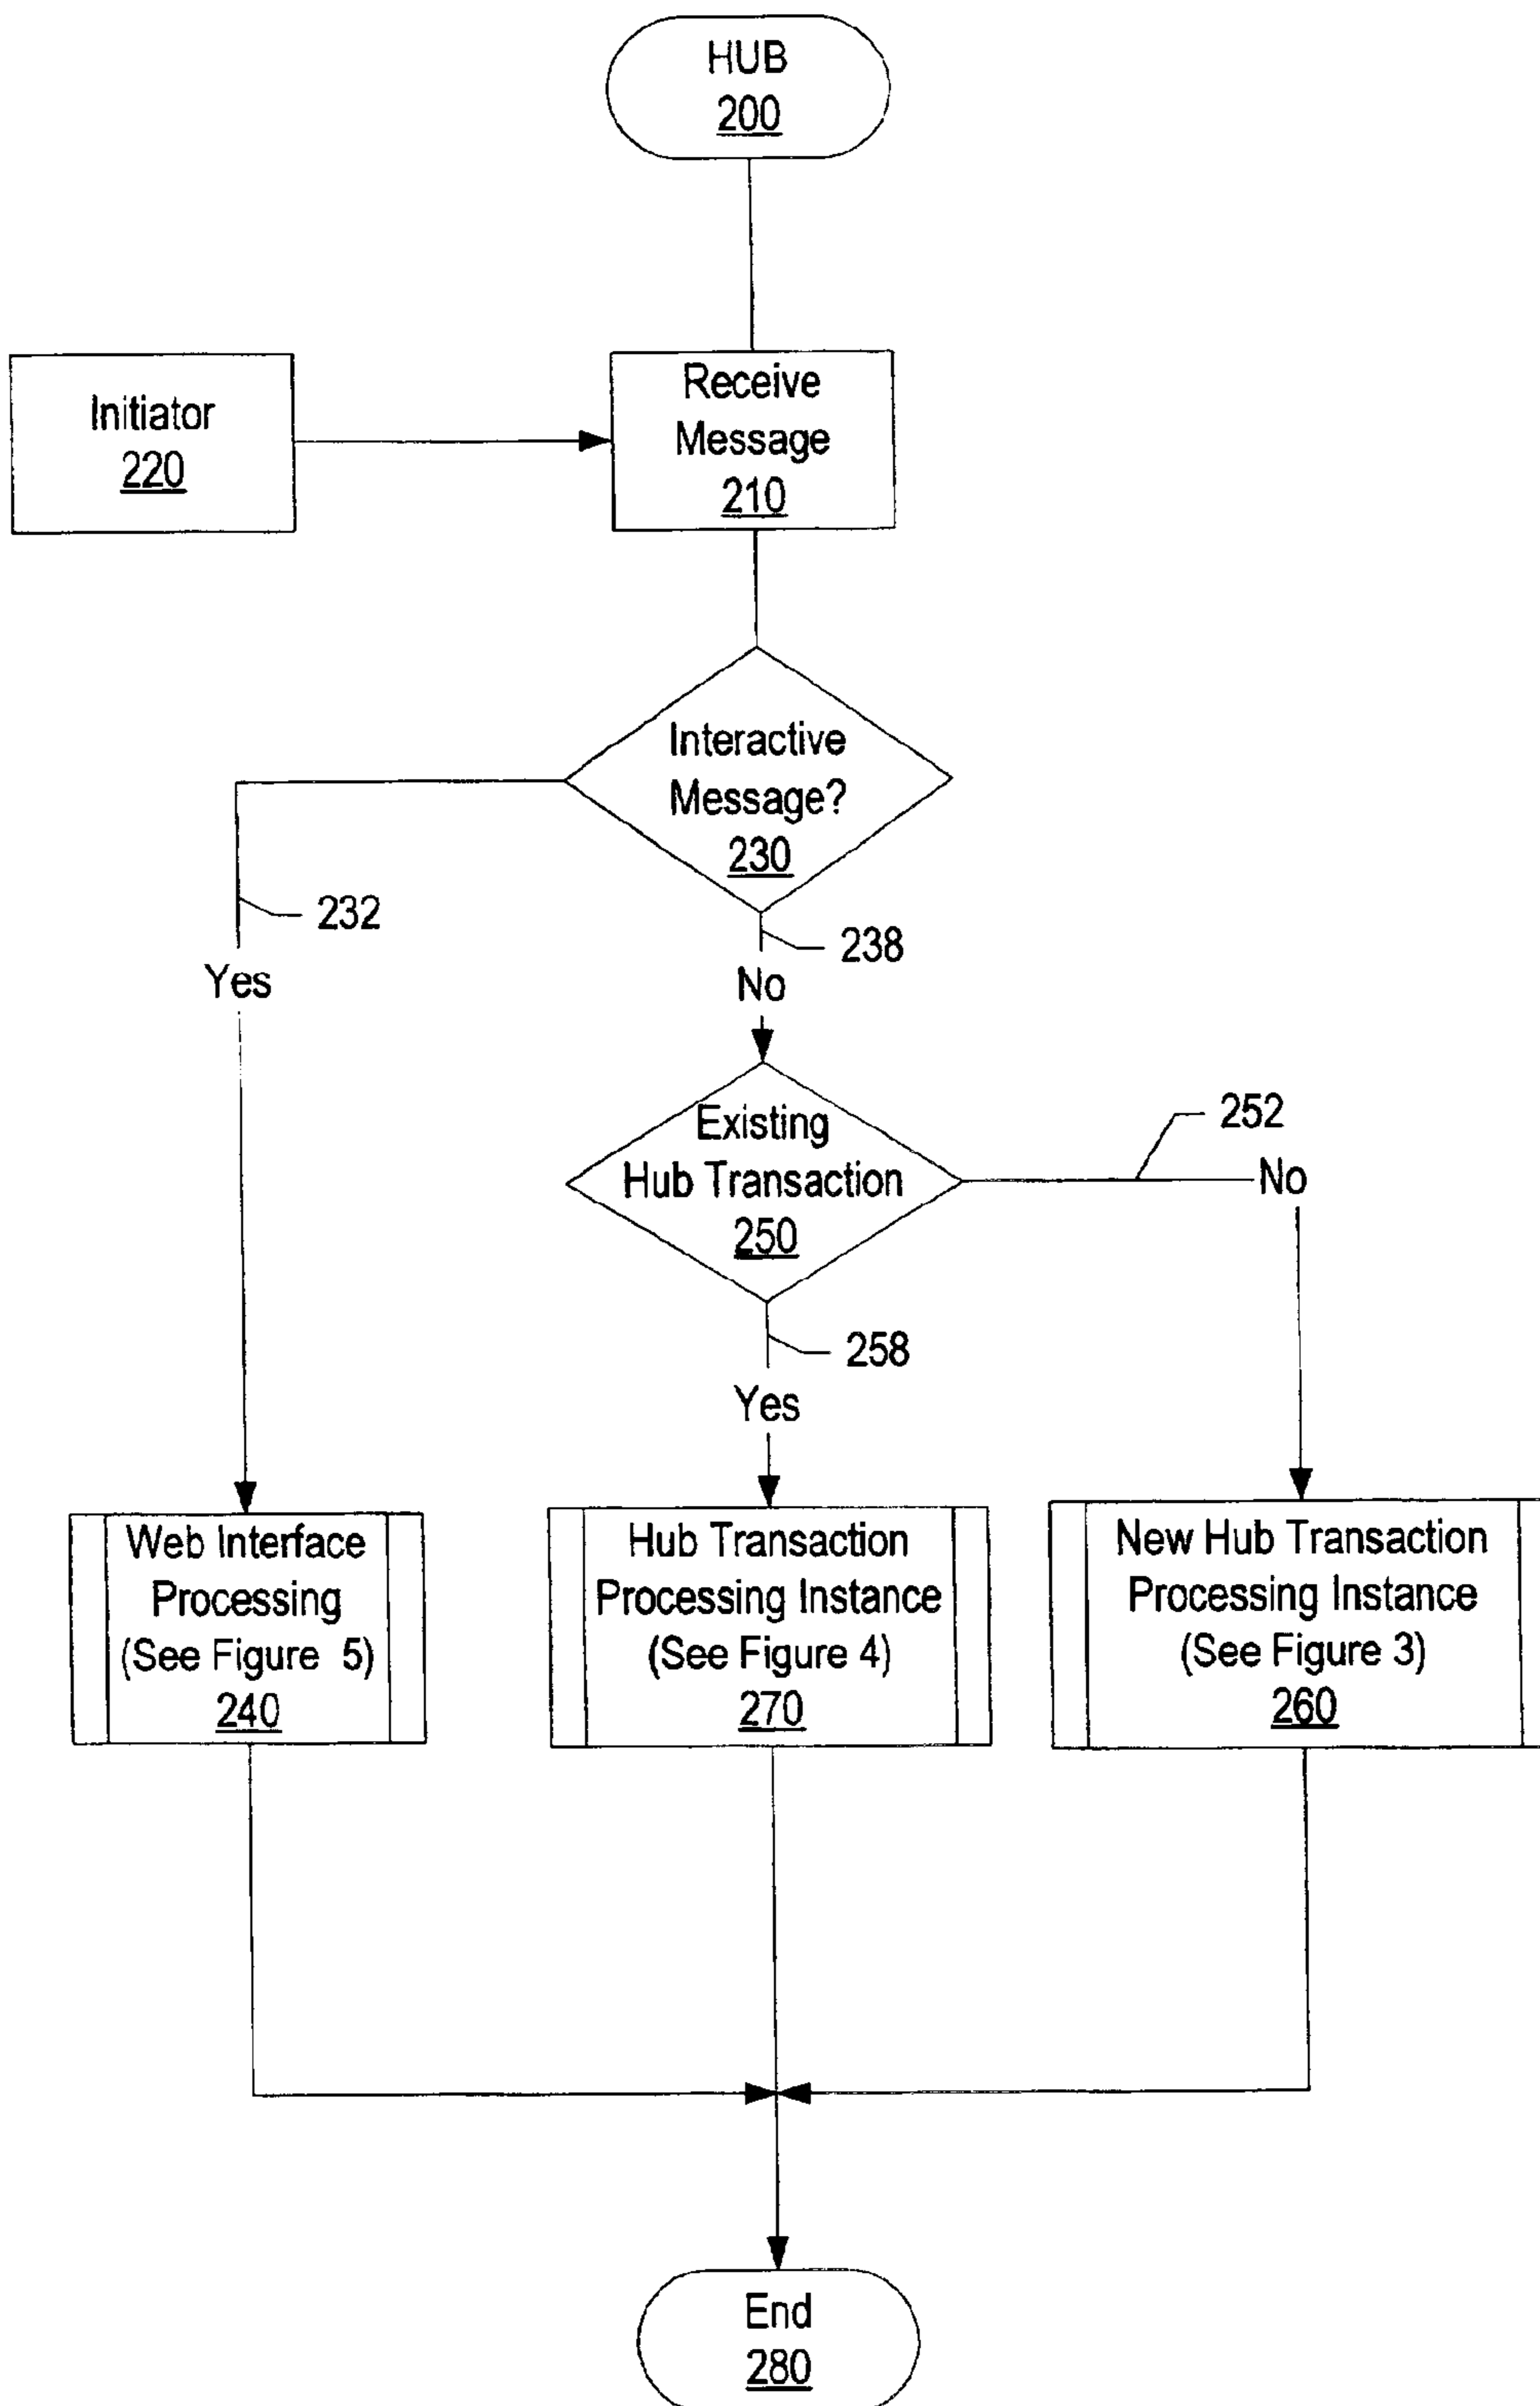 HUB
200
Initiator
220
Receive
Message
210
Interactive
Message?
230
232
238
Yes
No
Existing
Hub Transaction
250
252
No
258
Yes
Web Interface
Processing
(See Figure 5)
240
Hub Transaction
Processing Instance
(See Figure 4)
270
New Hub Transaction
Processing Instance
(See Figure 3)
260
End
280